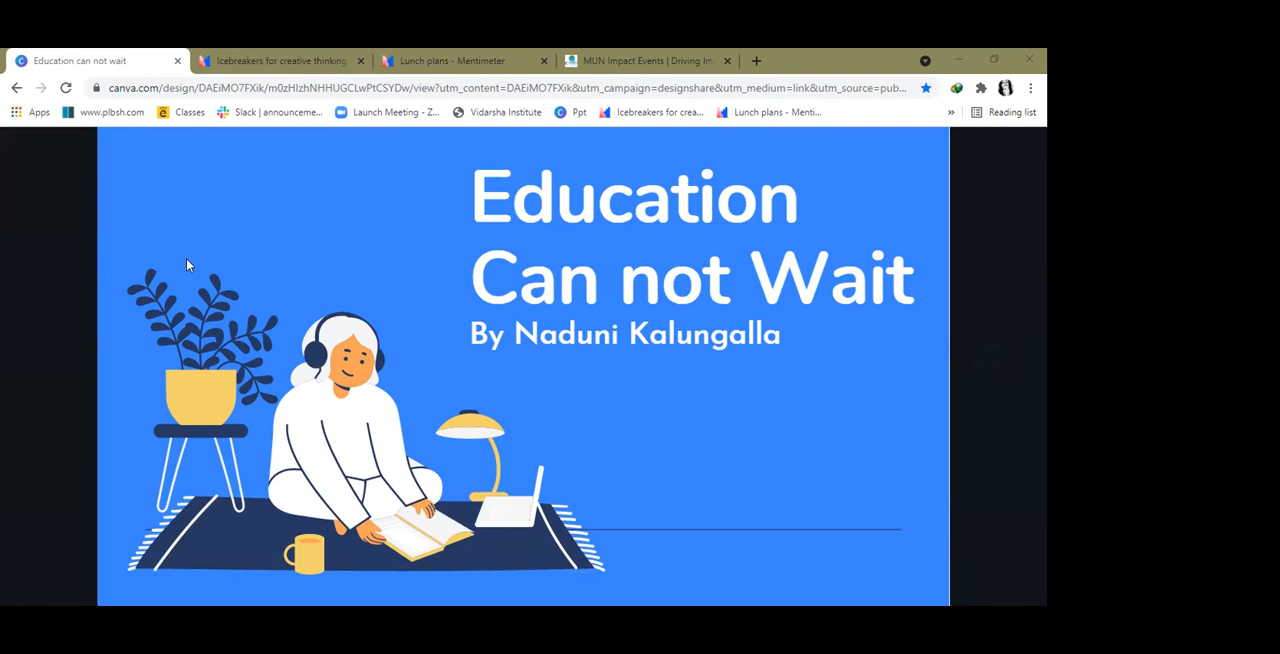 Education can not wait
Icebreakers for creative thinking
Lunch plans - Mentimeter
MUN Impact Events | Driving Im
canva.com/design/DAEiMO7FXik/m0zHIzhNHHUGCLwPtCSYDw/view?utm_content=DAEiMO7FXik&utm_campaign=designshare&utm_medium=link&utm_source=pub...
Apps
www.plbsh.com
Classes
Slack | announceme...
Launch Meeting - Z...
Vidarsha Institute
Ppt
Icebreakers for crea...
Lunch plans - Menti...
Reading list
Education
Can not Wait
By Naduni Kalungalla